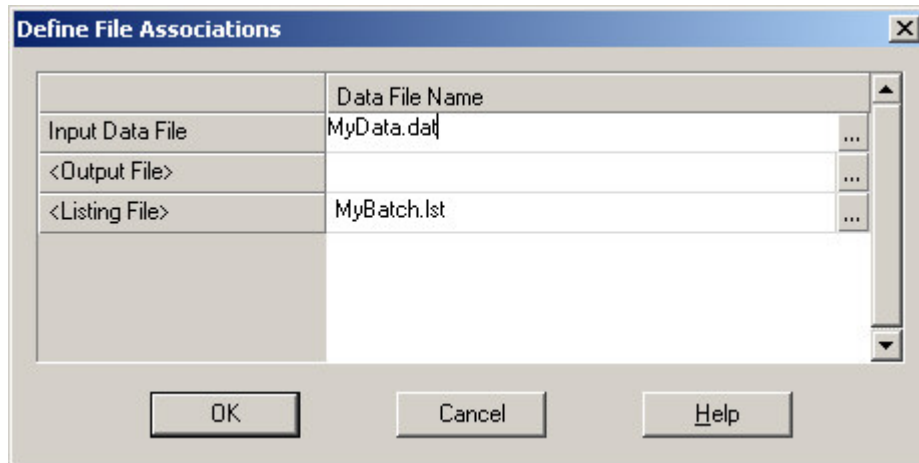 Define File Associations
Data File Name
Input Data File MyData.dat ...
<Output File> ...
<Listing File> MyBatch.lst ...
OK Cancel Help